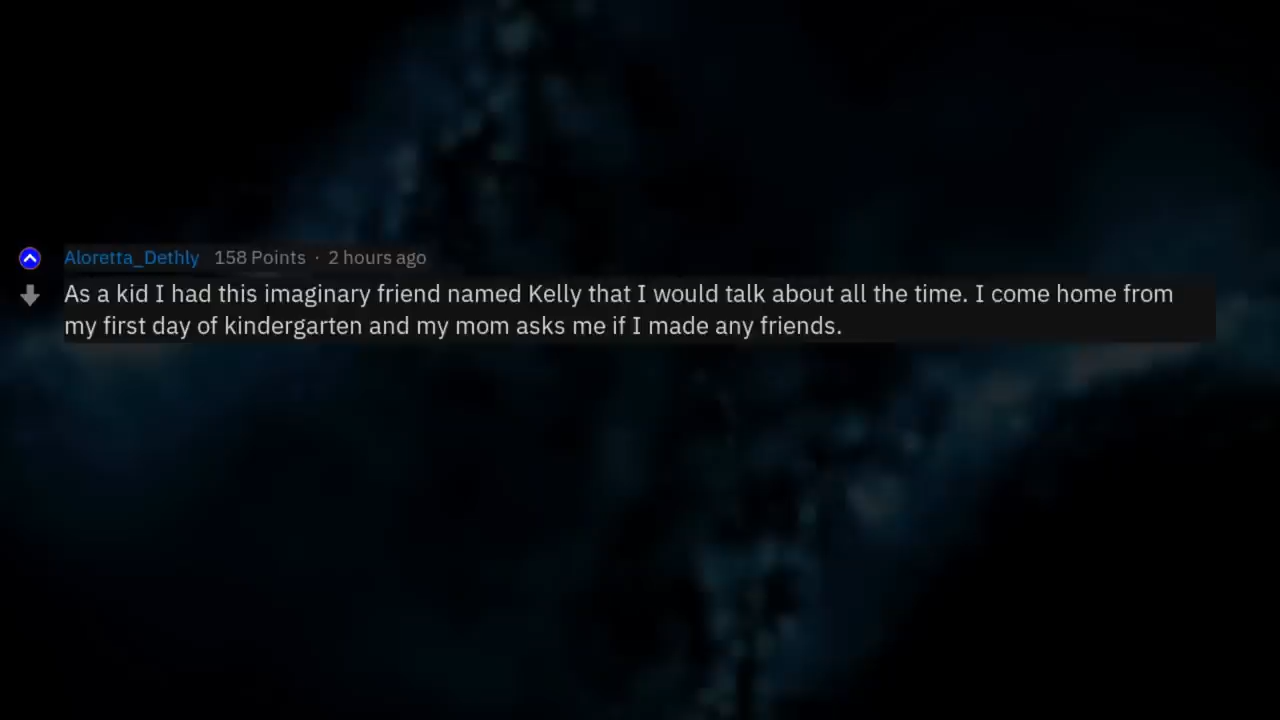 Aloretta_Dethly 158 Points · 2 hours ago
As a kid I had this imaginary friend named Kelly that I would talk about all the time. I come home from
my first day of kindergarten and my mom asks me if I made any friends.